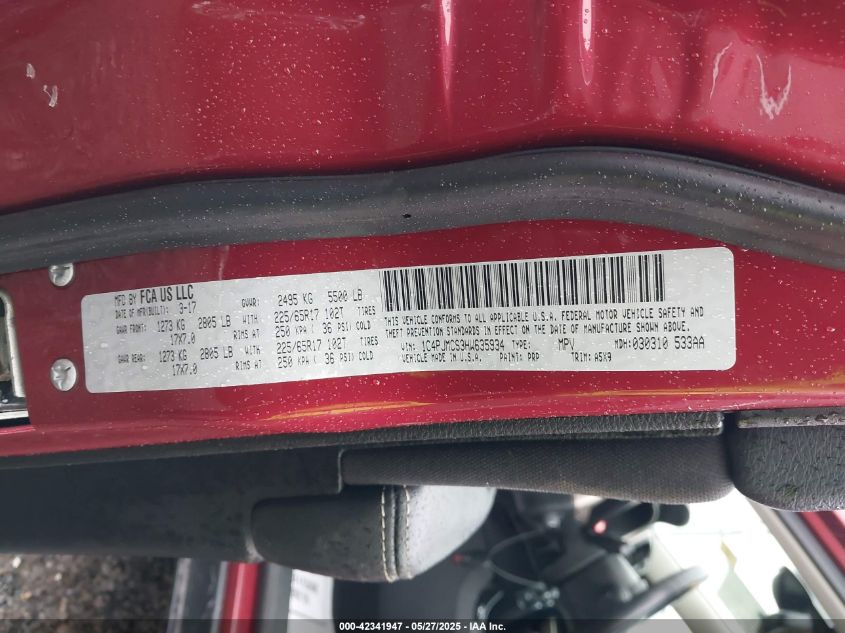 MFD BY FCA US LLC
DATE OF MFR(BUILT): 3-17 GVWR: 2495 KG 5500 LB
GAWR FRONT: 1273 KG 2805 LB WITH 225/65R17 102T TIRES
17X7.0 RIMS AT 250 KPA ( 36 PSI) COLD
GAWR REAR: 1273 KG 2805 LB WITH 225/65R17 102T TIRES
17X7.0 RIMS AT 250 KPA ( 36 PSI) COLD
THIS VEHICLE CONFORMS TO ALL APPLICABLE U.S.A. FEDERAL MOTOR VEHICLE SAFETY AND
THEFT PREVENTION STANDARDS IN EFFECT ON THE DATE OF MANUFACTURE SHOWN ABOVE.
VIN: 1C4PJMCS3HW635934 TYPE: MPV MDH: 030310 533AA
VEHICLE MADE IN U.S.A. PAINT: PRP TRIM: A5X9
000-42341947 - 05/27/2025 - IAA Inc.